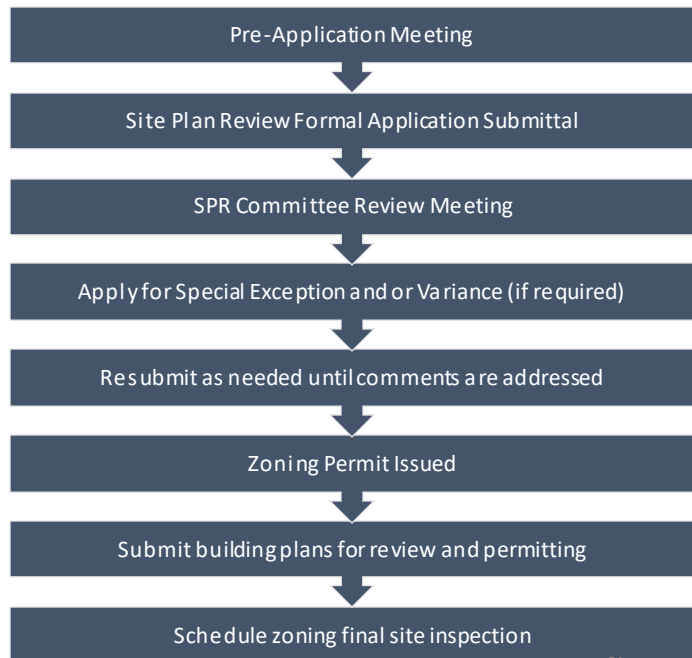 Pre-Application Meeting
Site Plan Review Formal Application Submittal
SPR Committee Review Meeting
Apply for Special Exception and or Variance (if required)
Resubmit as needed until comments are addressed
Zoning Permit Issued
Submit building plans for review and permitting
Schedule zoning final site inspection